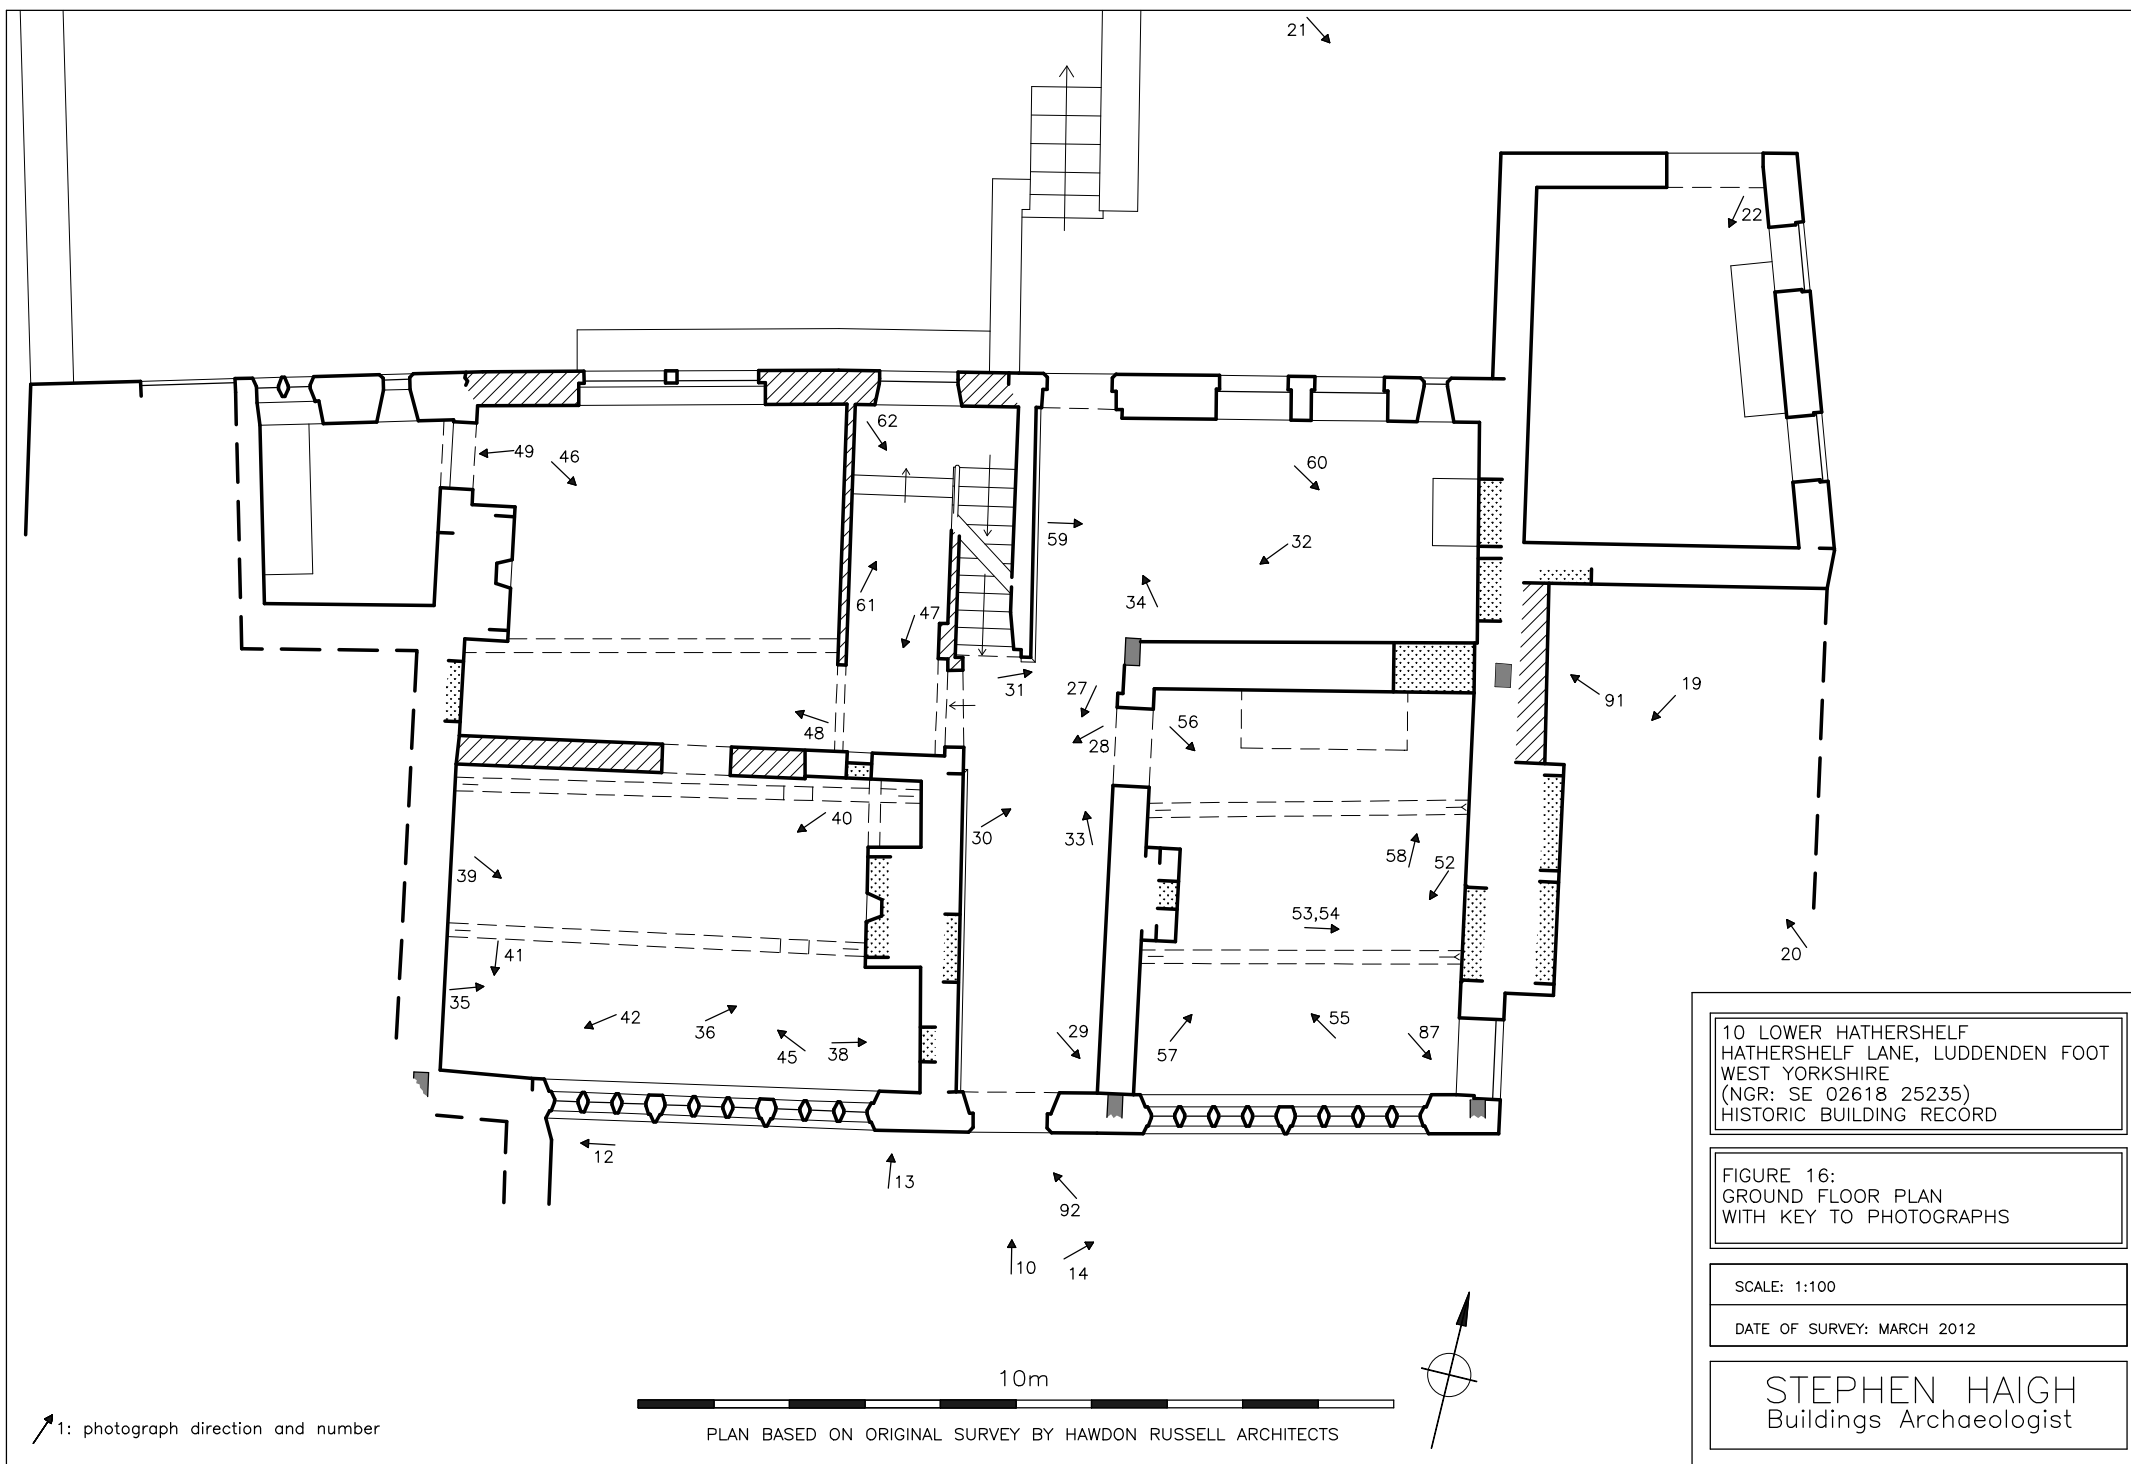 21
22
49
46
62
60
59
32
61
47
34
31
27
19
91
48
28
56
40
30
33
58
52
39
53,54
41
20
35
42
36
45
38
29
57
55
87
12
13
92
10
14
10 LOWER HATHERSHELF
HATHERSHELF LANE, LUDDENDEN FOOT
WEST YORKSHIRE
(NGR: SE 02618 25235)
HISTORIC BUILDING RECORD
FIGURE 16:
GROUND FLOOR PLAN
WITH KEY TO PHOTOGRAPHS
SCALE: 1:100
DATE OF SURVEY: MARCH 2012
STEPHEN HAIGH
Buildings Archaeologist
10m
PLAN BASED ON ORIGINAL SURVEY BY HAWDON RUSSELL ARCHITECTS
1: photograph direction and number